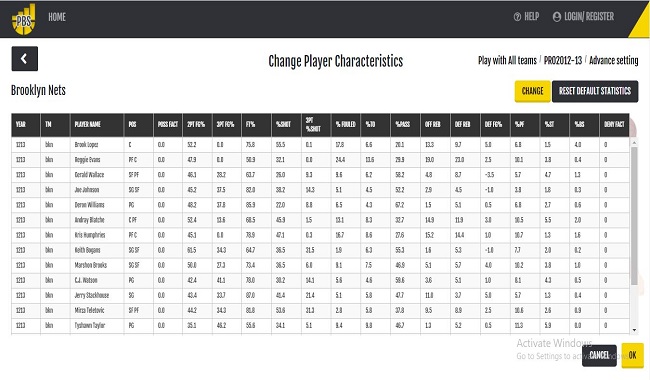 PBS HOME HELP LOGIN/ REGISTER
Change Player Characteristics
Play with All teams / PRO2012-13 / Advance setting
Brooklyn Nets CHANGE RESET DEFAULT STATISTICS
YEAR TM PLAYER NAME POS POSS FACT 2PT FG% 3PT FG% FT% %SHOT 3PT %SHOT % FOULED %TO %PASS OFF REB DEF REB DEF FG% %PF %ST %BS DENY FACT
1213 bkn Brook Lopez C 0.0 52.2 0.0 75.8 55.5 0.1 17.8 6.6 20.1 13.3 9.7 5.0 6.8 1.5 4.0 0
1213 bkn Reggie Evans PF C 0.0 47.9 0.0 50.9 32.1 0.0 24.4 13.6 29.9 19.0 23.0 2.5 10.1 3.8 0.4 0
1213 bkn Gerald Wallace SF PF 0.0 46.1 28.2 63.7 26.0 9.3 9.6 6.2 58.2 4.8 8.7 -3.5 5.7 4.7 1.3 0
1213 bkn Joe Johnson SG SF 0.0 45.2 37.5 82.0 38.2 14.3 5.1 4.5 52.2 2.9 4.5 -1.0 3.8 1.8 0.3 0
1213 bkn Deron Williams PG 0.0 48.2 37.8 85.9 22.0 8.8 6.5 4.3 67.2 1.5 5.1 0.5 6.8 2.7 0.6 0
1213 bkn Andray Blatche C PF 0.0 52.4 13.6 68.5 45.9 1.5 13.1 8.3 32.7 14.9 11.9 3.0 10.5 5.5 2.0 0
1213 bkn Kris Humphries PF C 0.0 45.1 0.0 78.9 47.1 0.3 16.7 8.6 27.6 15.2 14.4 1.0 10.7 1.3 1.6 0
1213 bkn Keith Bogans SG SF 0.0 61.5 34.3 64.7 36.5 31.5 1.9 6.3 55.3 1.6 5.3 -1.0 7.7 2.0 0.2 0
1213 bkn Marshon Brooks SG SF 0.0 50.0 27.3 73.4 36.5 6.0 9.1 7.5 46.9 5.1 5.7 4.0 10.2 3.8 1.0 0
1213 bkn C.J. Watson PG 0.0 42.4 41.1 78.0 30.2 14.1 5.6 4.6 59.6 3.6 5.1 1.0 8.1 4.3 0.5 0
1213 bkn Jerry Stackhouse SG 0.0 43.4 33.7 87.0 41.4 21.4 5.1 5.8 47.7 11.0 3.7 5.0 5.7 1.3 0.4 0
1213 bkn Mirza Teletovic SF PF 0.0 44.2 34.3 81.8 53.6 31.3 2.8 5.8 37.8 9.5 8.9 2.5 10.6 2.6 0.9 0
1213 bkn Tyshawn Taylor PG 0.0 35.1 46.2 55.6 34.1 5.1 9.4 9.8 46.7 1.3 5.2 0.5 11.3 5.9 0.0 0
Activate Windows
Go to Settings to
CANCEL OK